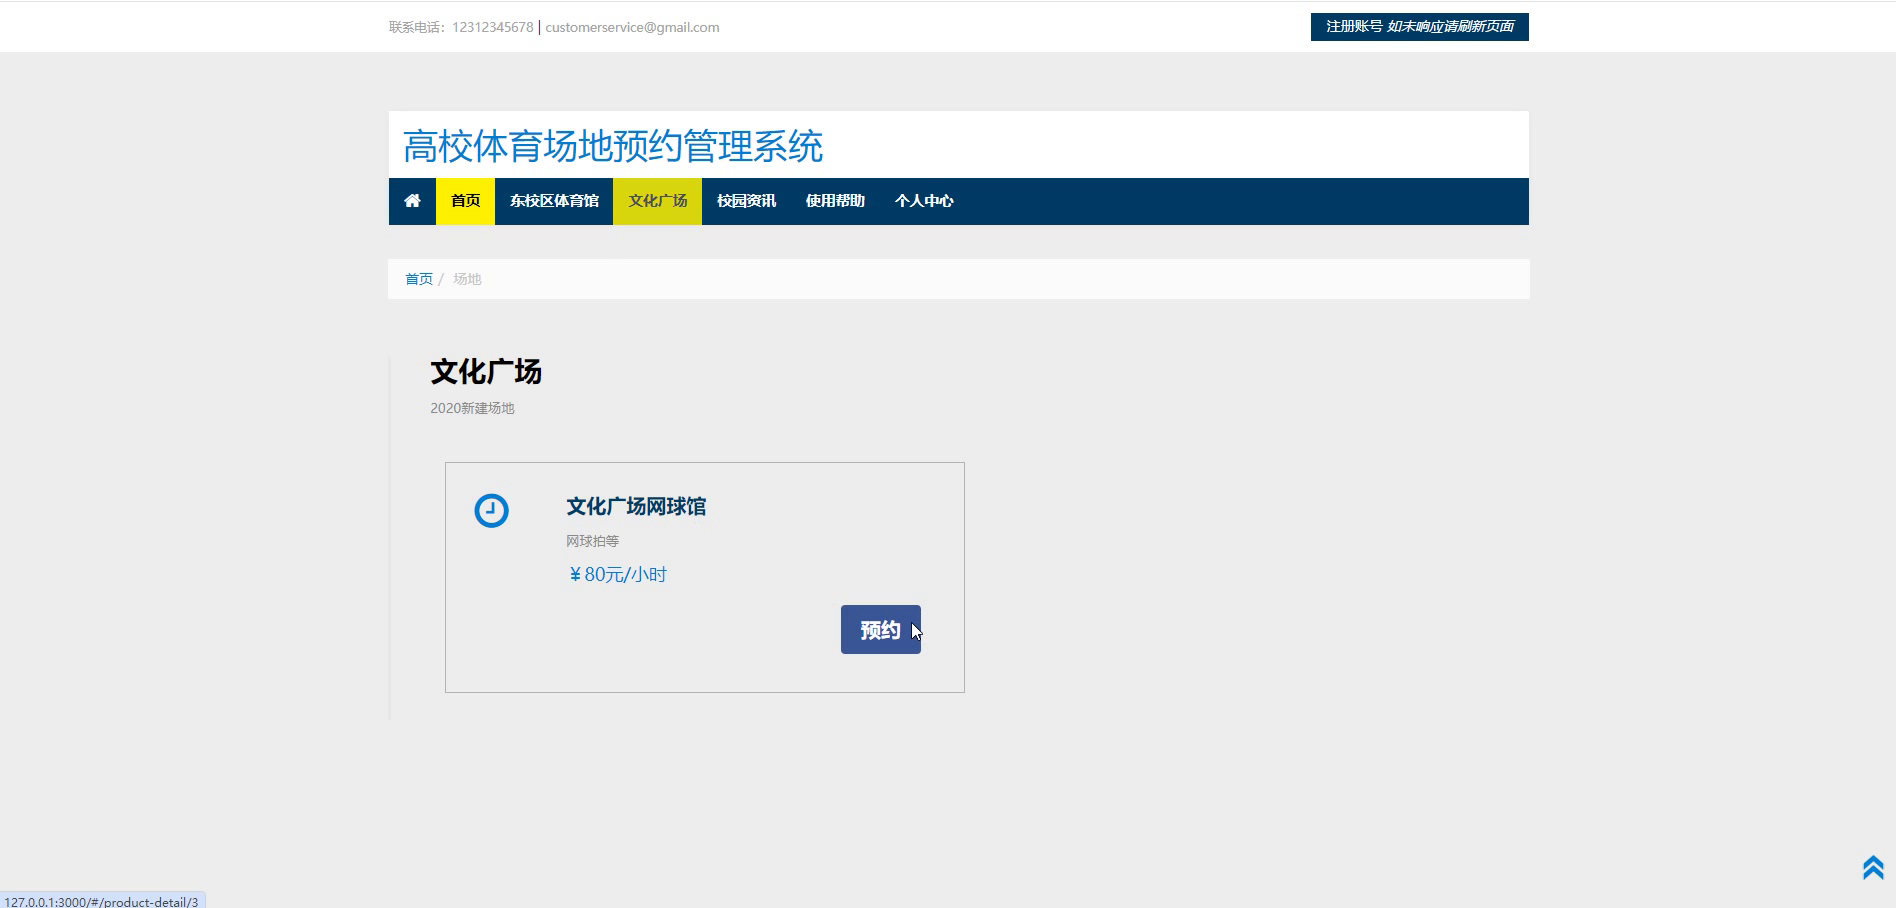 联系电话：12312345678 | customerservice@gmail.com
注册账号 如未响应请刷新页面
高校体育场地预约管理系统
首页 东校区体育馆 文化广场 校园资讯 使用帮助 个人中心
首页 / 场地
文化广场
2020新建场地
文化广场网球馆
网球拍等
￥80元/小时
预约
127.0.0.1:3000/#/product-detail/3